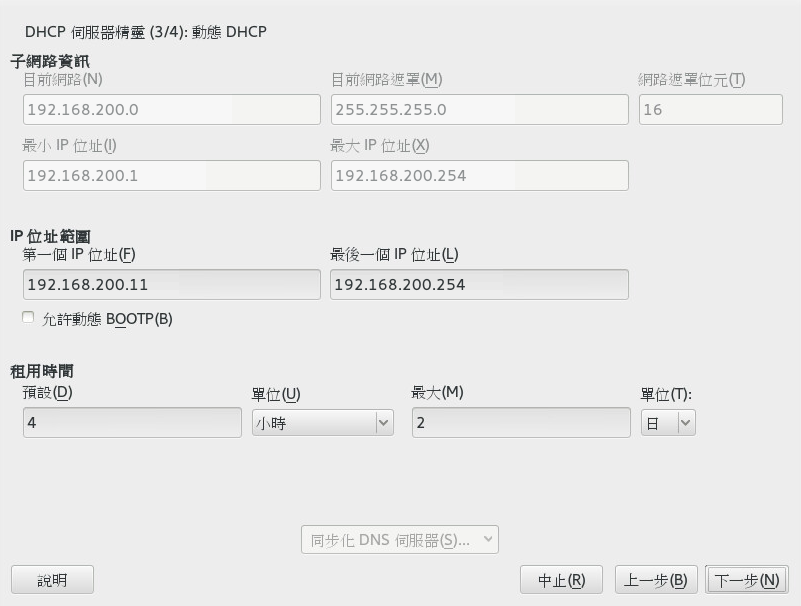 DHCP 伺服器精靈 (3/4): 動態 DHCP
子網路資訊
目前網路(N) 目前網路遮罩(M) 網路遮罩位元(T)
192.168.200.0 255.255.255.0 16
最小 IP 位址(I) 最大 IP 位址(X)
192.168.200.1 192.168.200.254
IP 位址範圍
第一個 IP 位址(F) 最後一個 IP 位址(L)
192.168.200.11 192.168.200.254
允許動態 BOOTP(B)
租用時間
預設(D) 單位(U) 最大(M) 單位(T):
4 小時 2 日
同步化 DNS 伺服器(S)...
說明 中止(R) 上一步(B) 下一步(N)